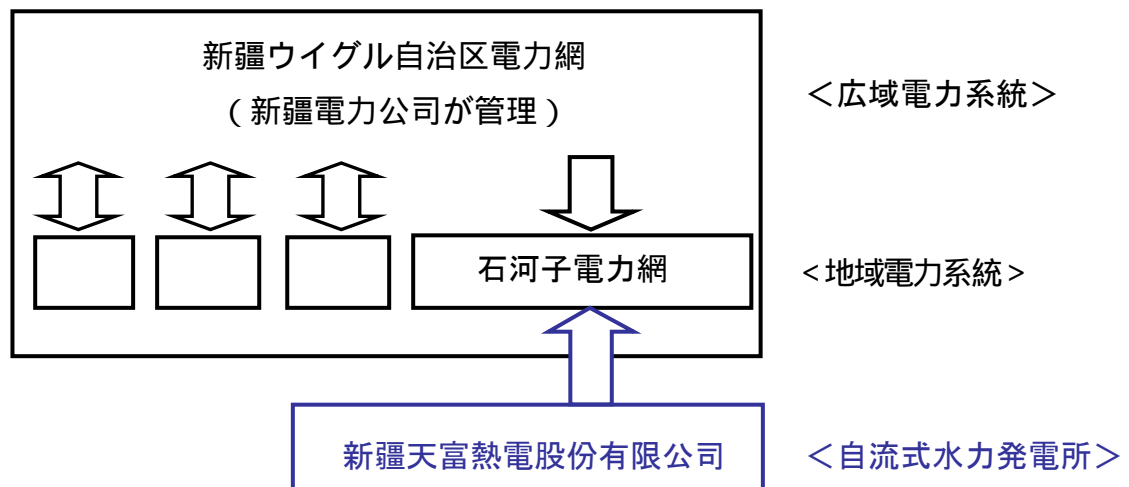 新疆ウイグル自治区電力網
（新疆電力公司が管理）
＜広域電力系統＞
石河子電力網
<地域電力系統>
新疆天富熱電股份有限公司
＜自流式水力発電所＞